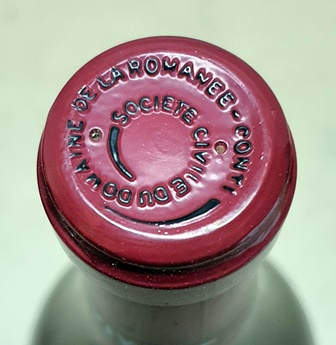 SOCIETE CIVILE DU DOMAINE DE LA ROMANEE-CONTI